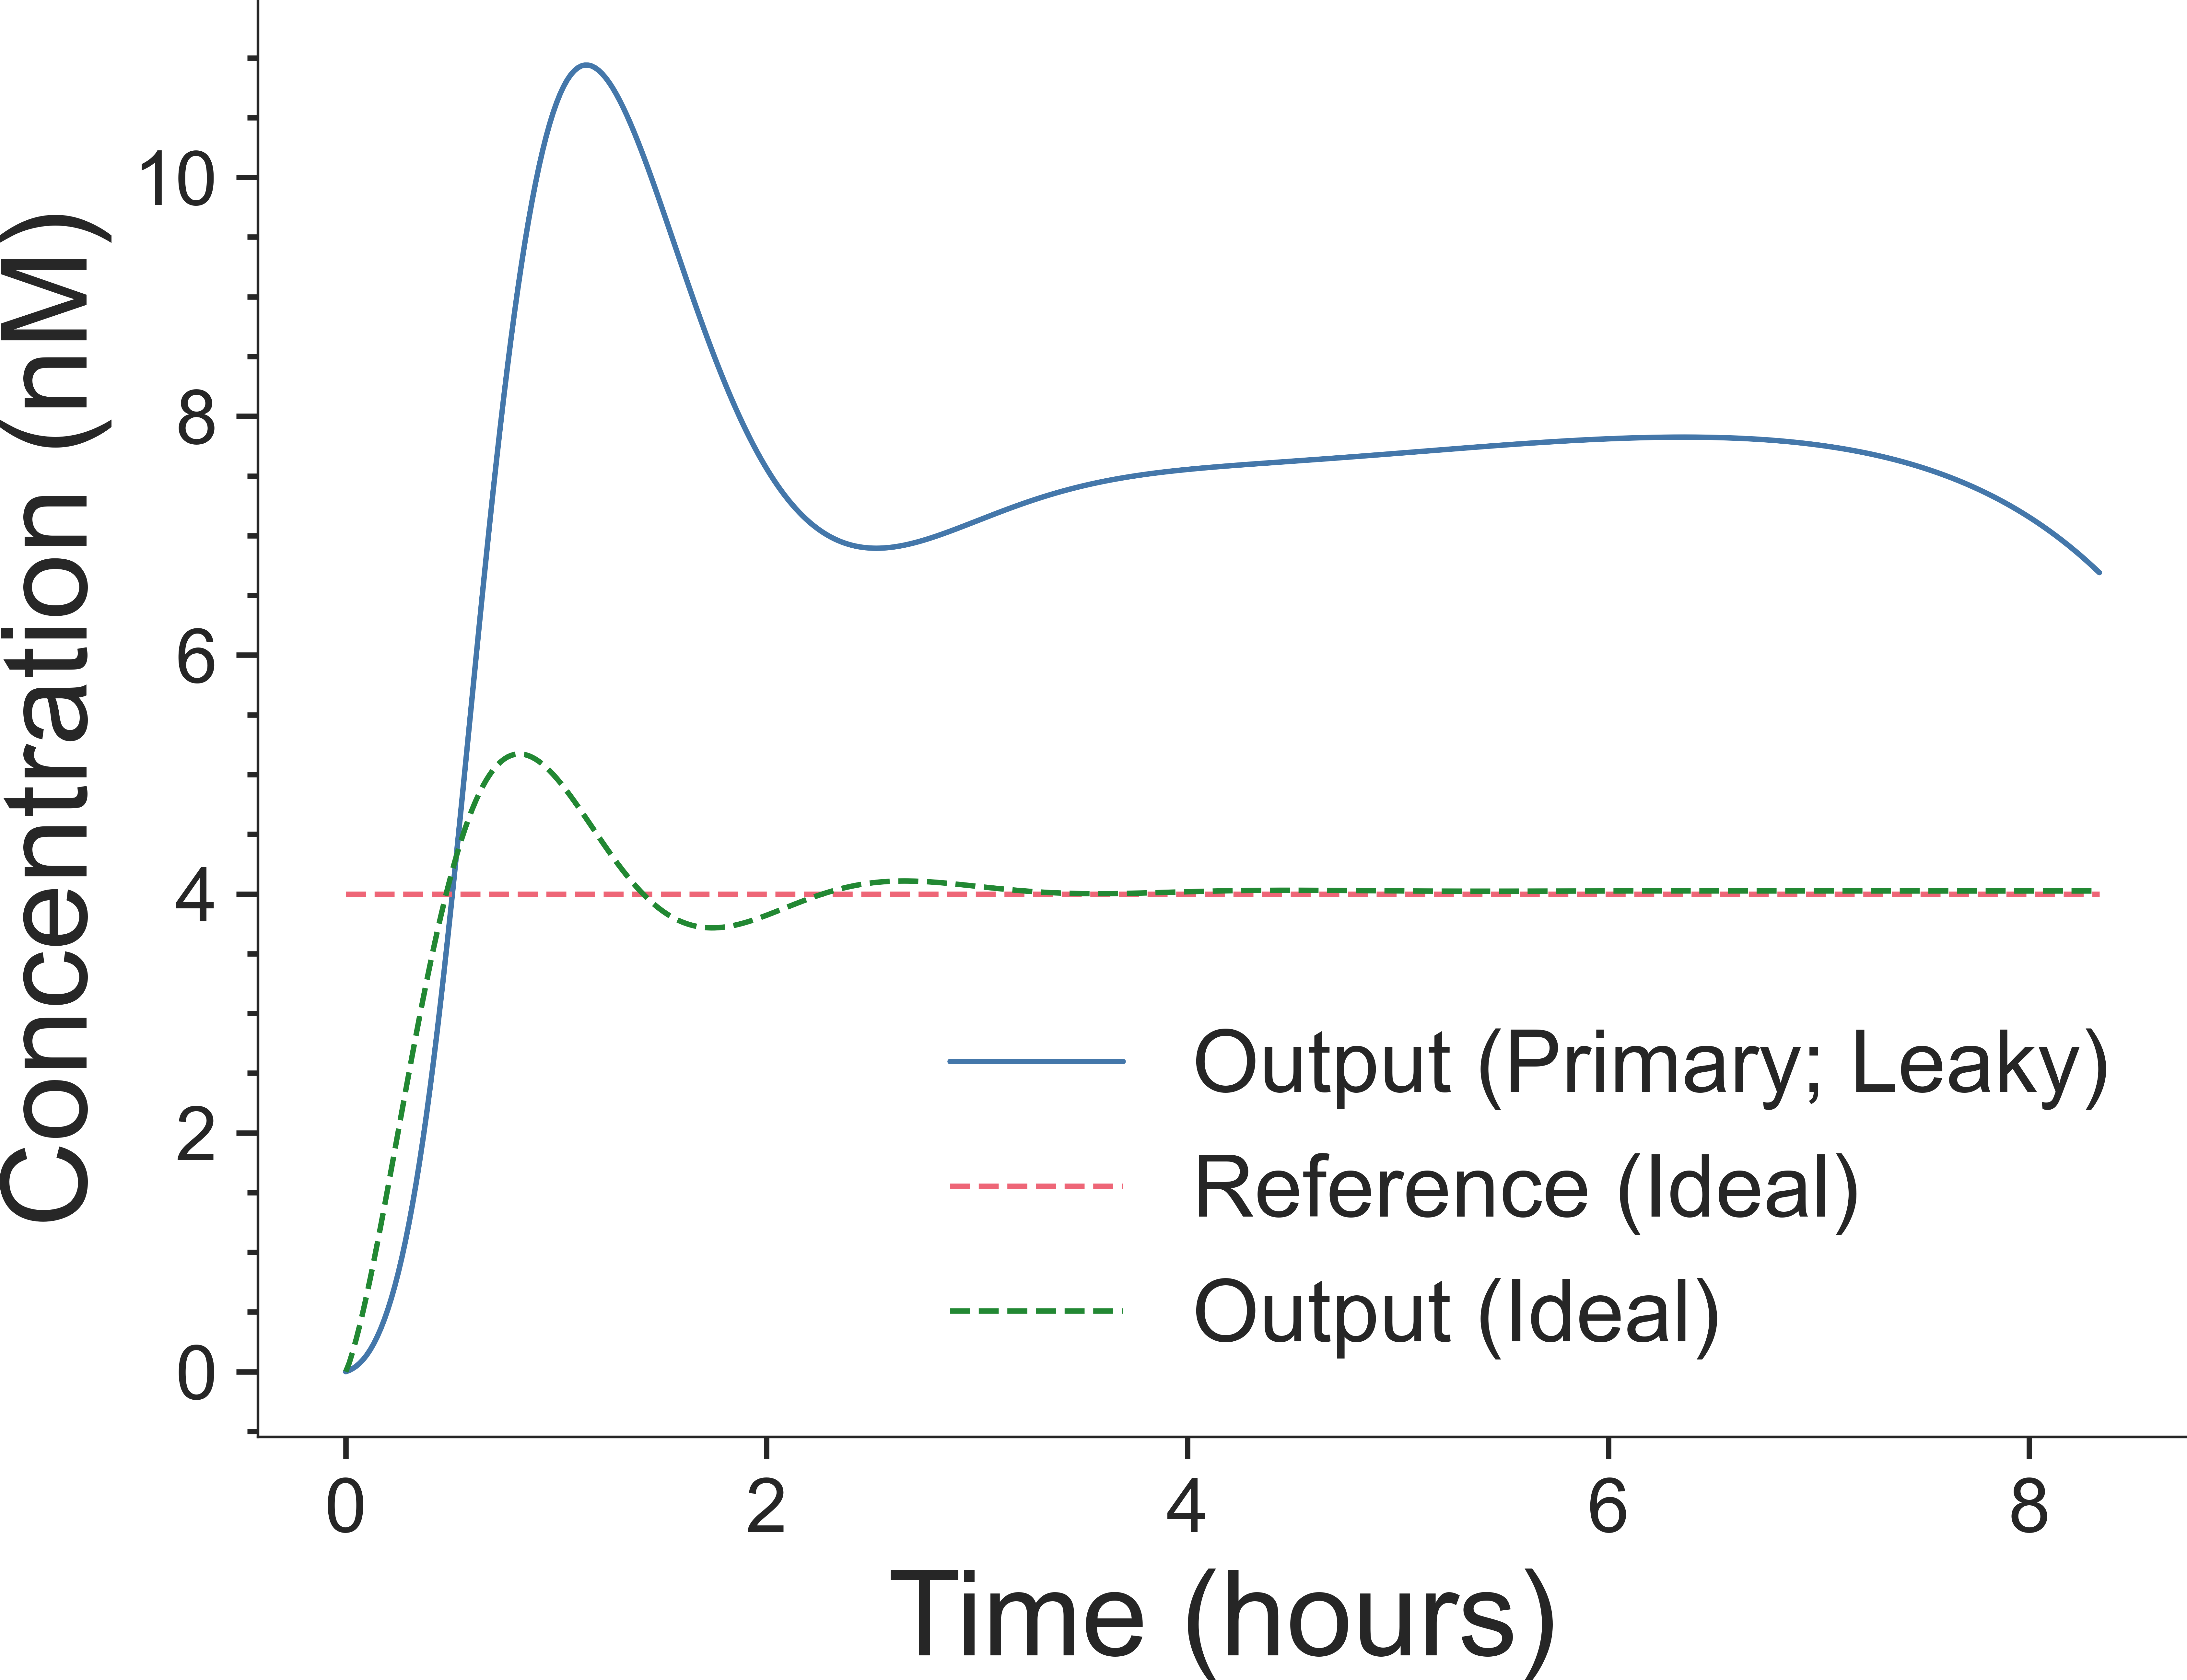 Concentration (nM)
10
8
6
4
2
0
Output (Primary; Leaky)
Reference (Ideal)
Output (Ideal)
0 2 4 6 8
Time (hours)